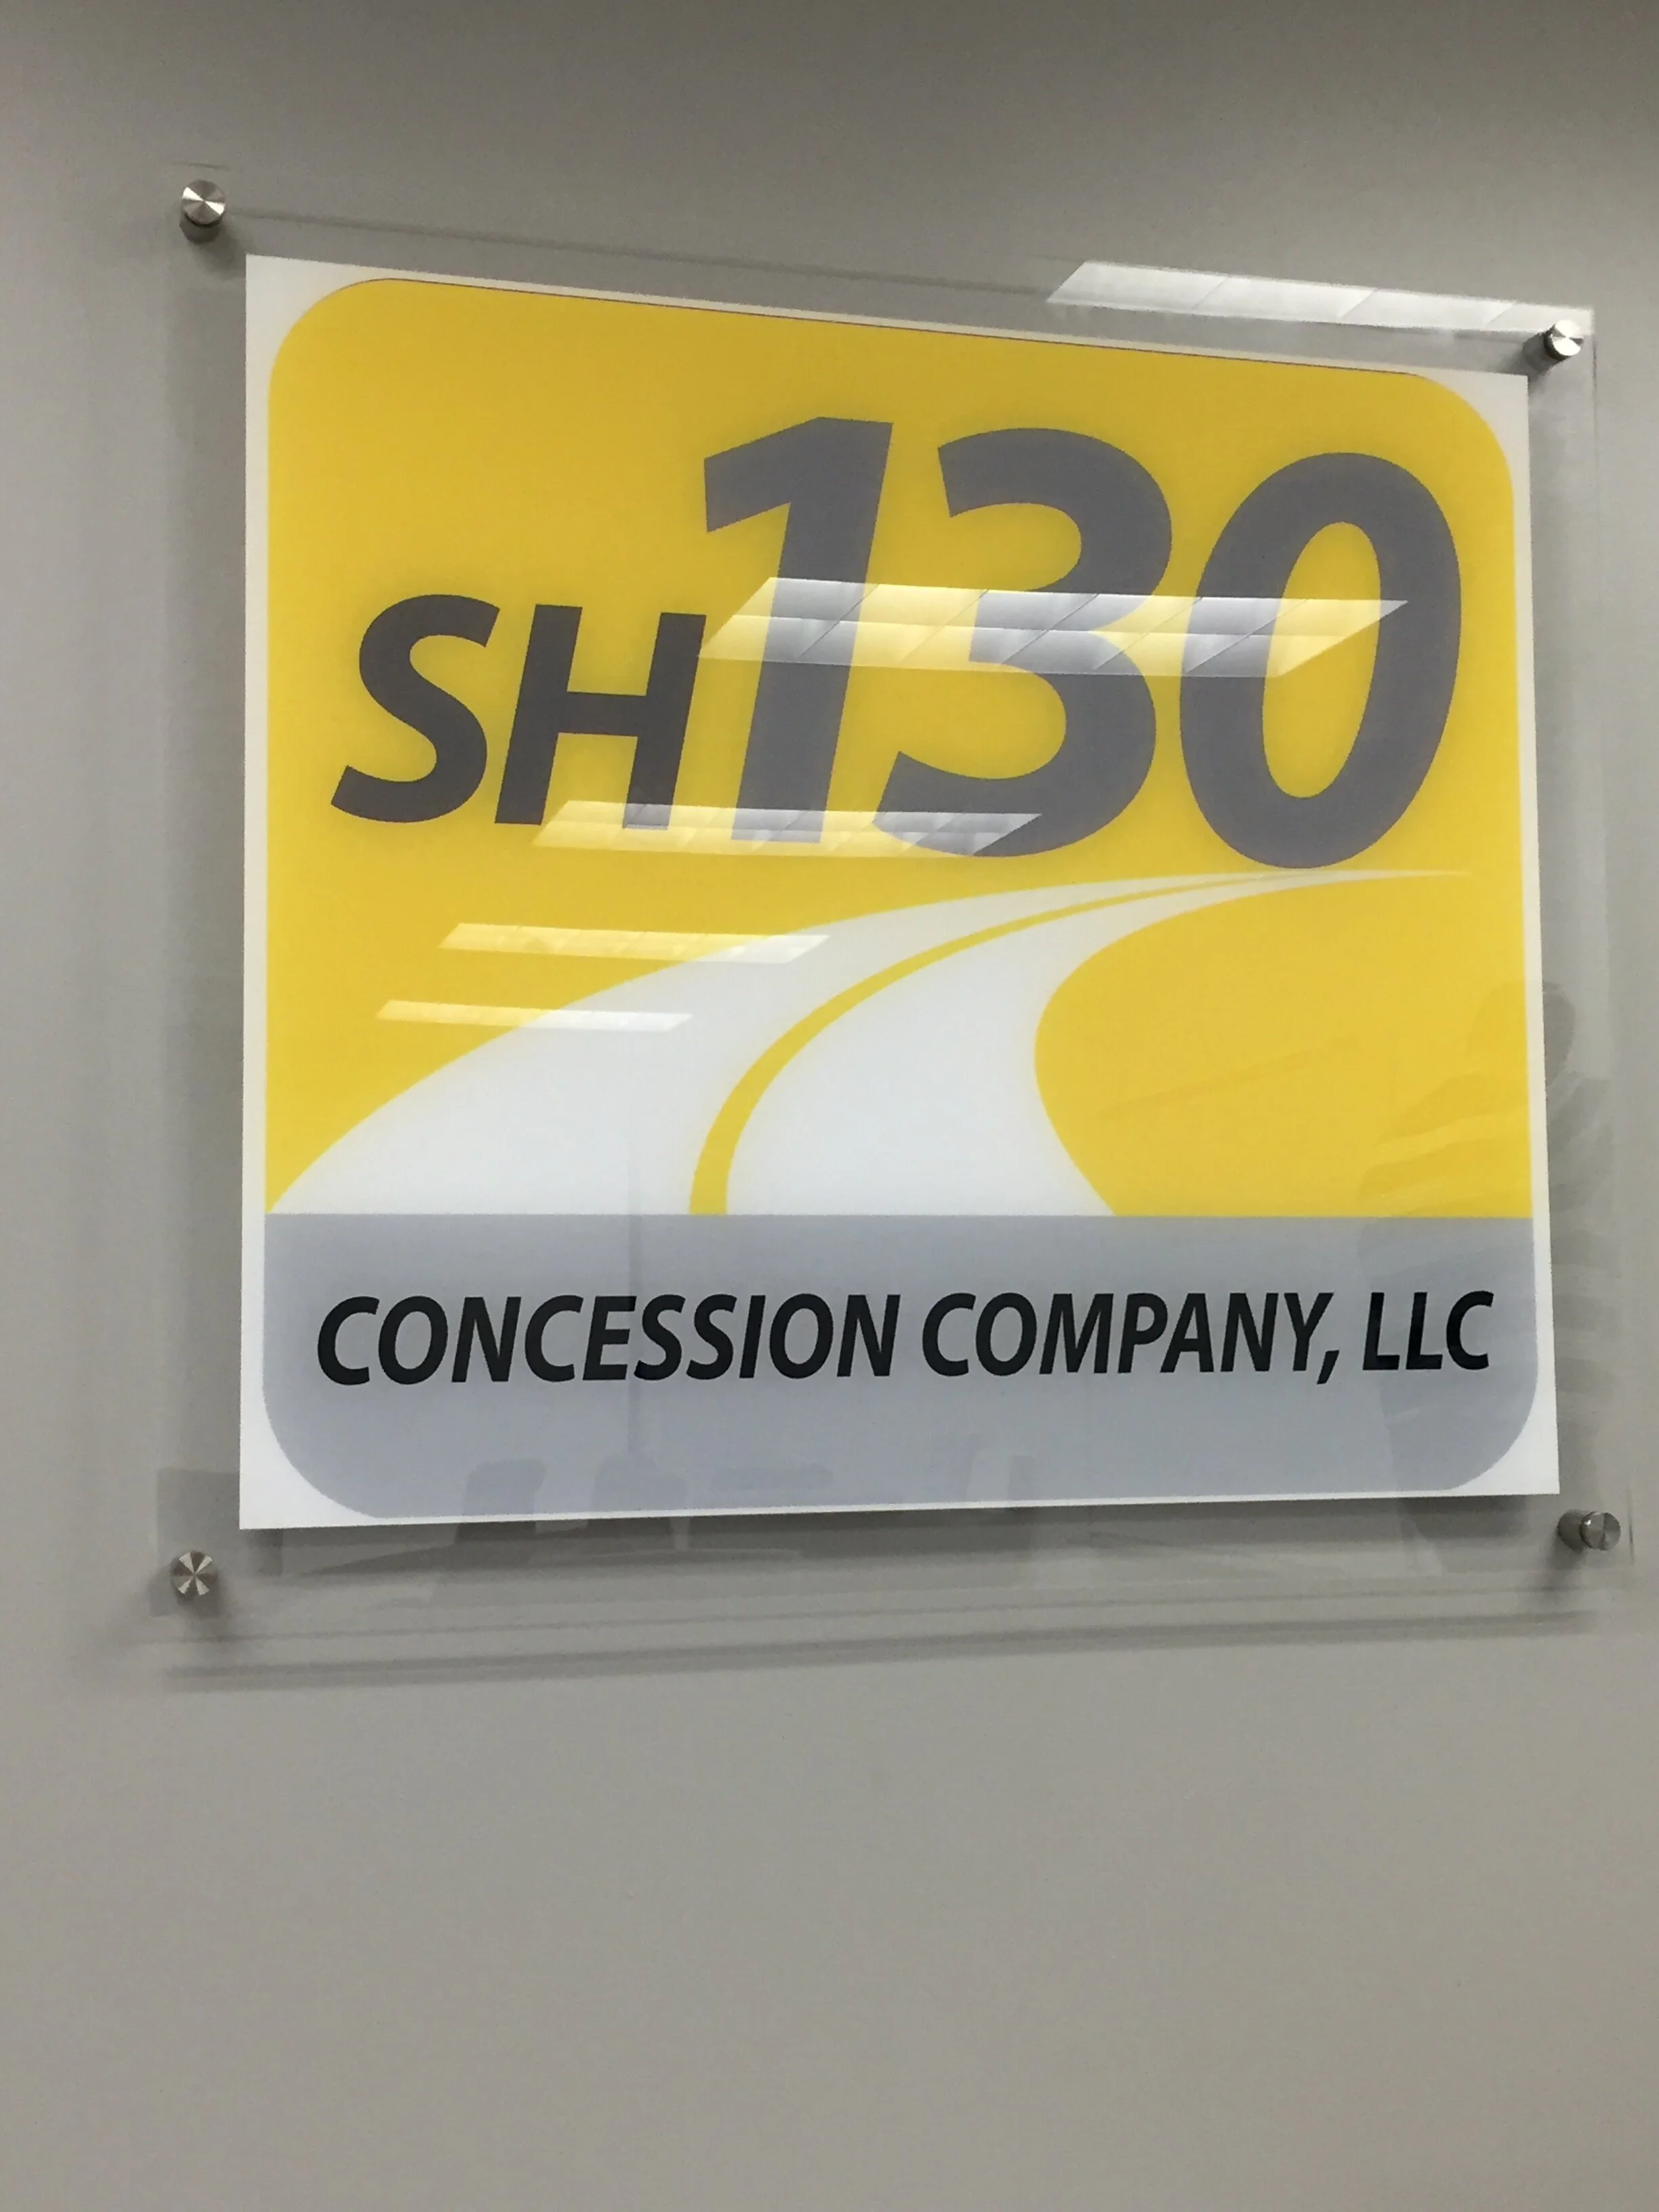 SH130
CONCESSION COMPANY, LLC